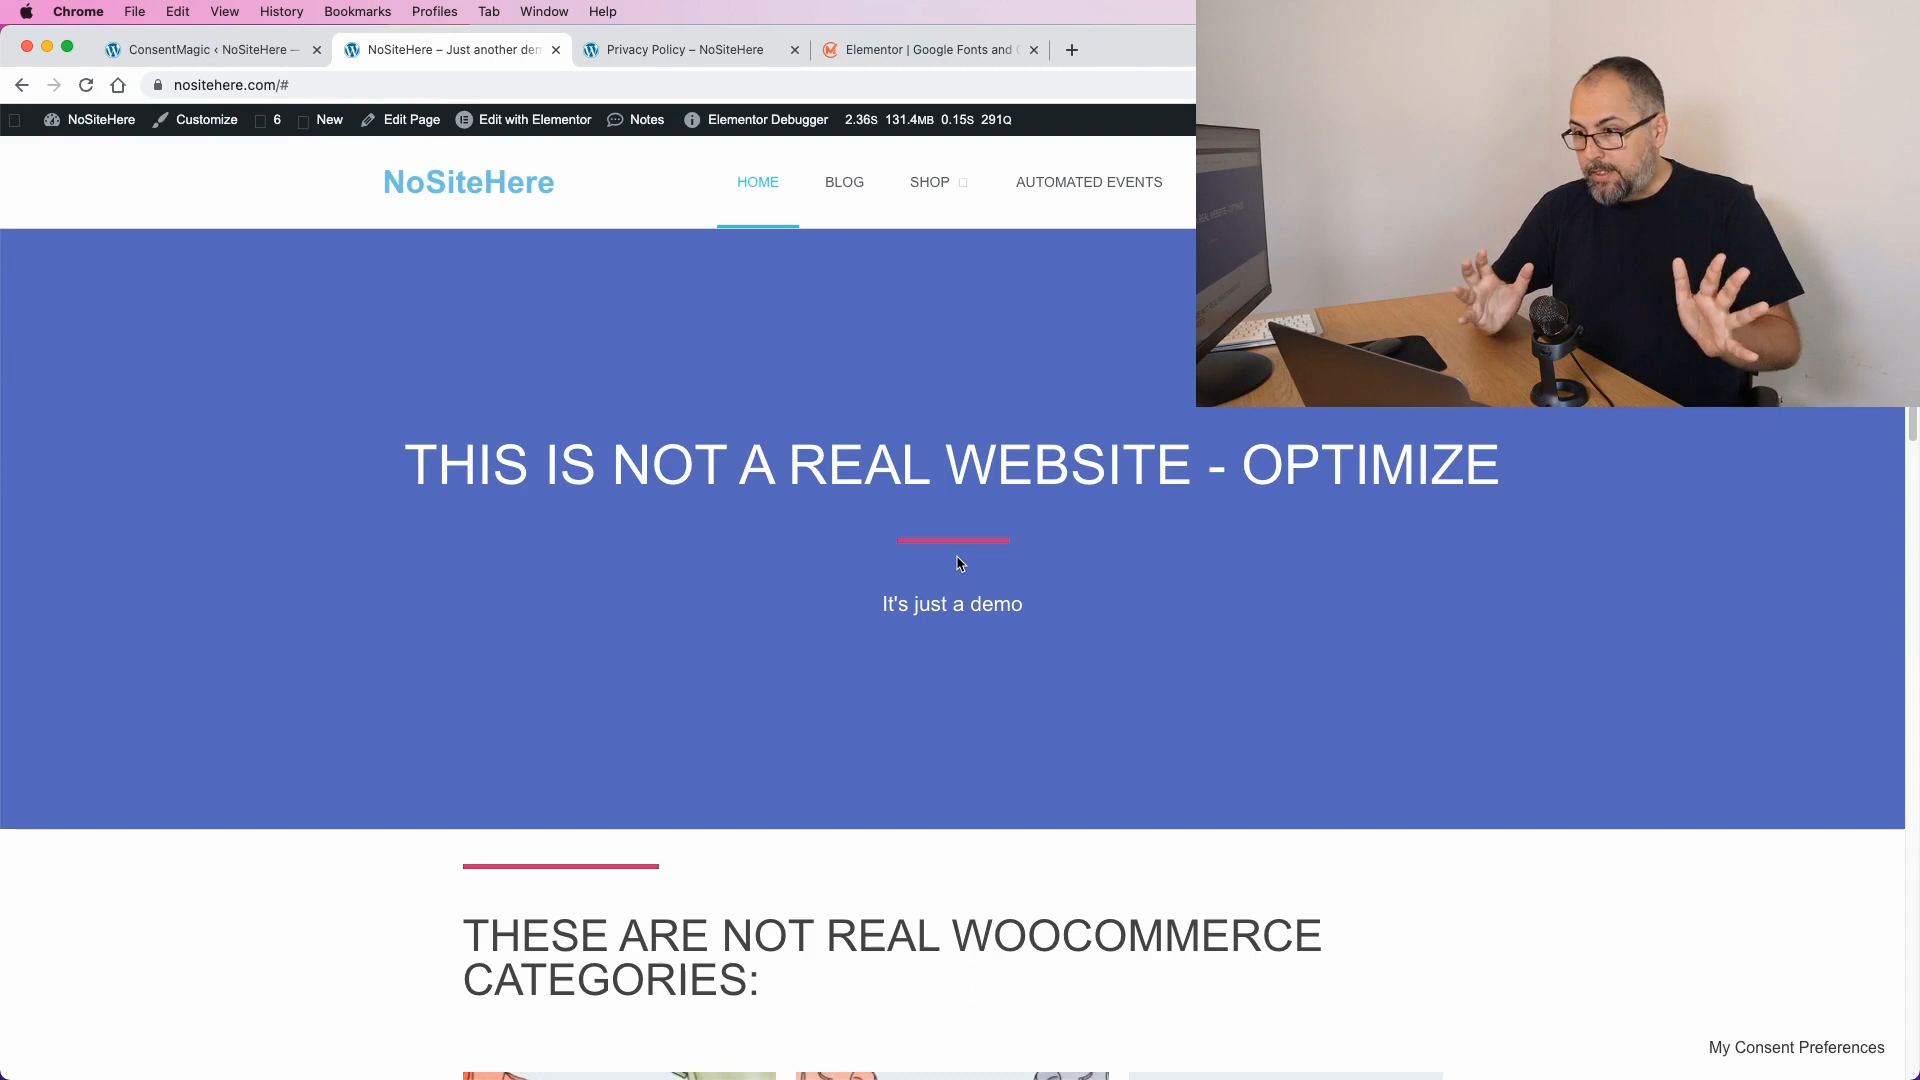 Chrome File Edit View History Bookmarks Profiles Tab Window Help
ConsentMagic ‹ NoSiteHere — NoSiteHere – Just another dem Privacy Policy – NoSiteHere Elementor | Google Fonts and
nositehere.com/#
NoSiteHere Customize 6 New Edit Page Edit with Elementor Notes Elementor Debugger 2.36S 131.4MB 0.15S 291Q
NoSiteHere HOME BLOG SHOP AUTOMATED EVENTS
THIS IS NOT A REAL WEBSITE - OPTIMIZE
It's just a demo
THESE ARE NOT REAL WOOCOMMERCE
CATEGORIES:
My Consent Preferences